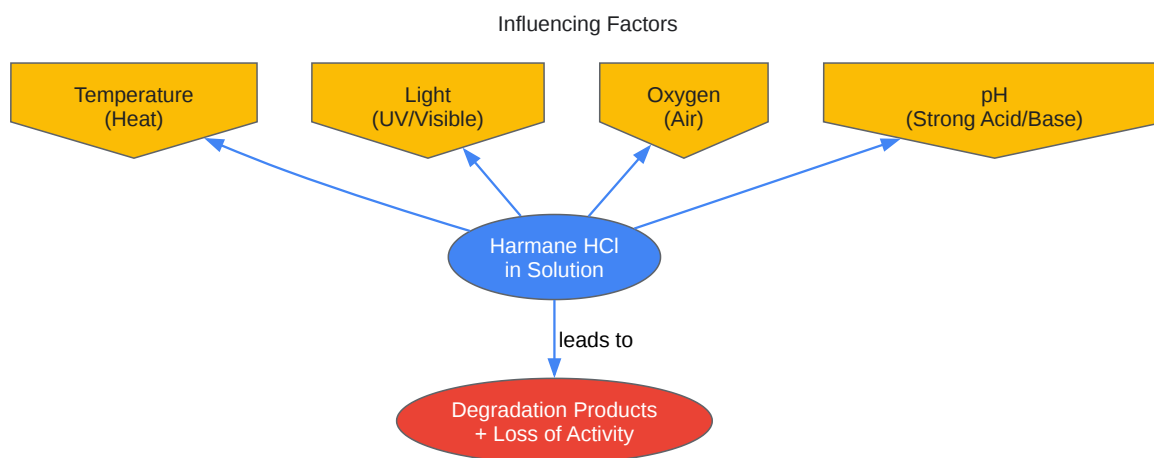 Influencing Factors
Temperature
(Heat)
Light
(UV/Visible)
Oxygen
(Air)
pH
(Strong Acid/Base)
Harmane HCl
in Solution
leads to
Degradation Products
+ Loss of Activity